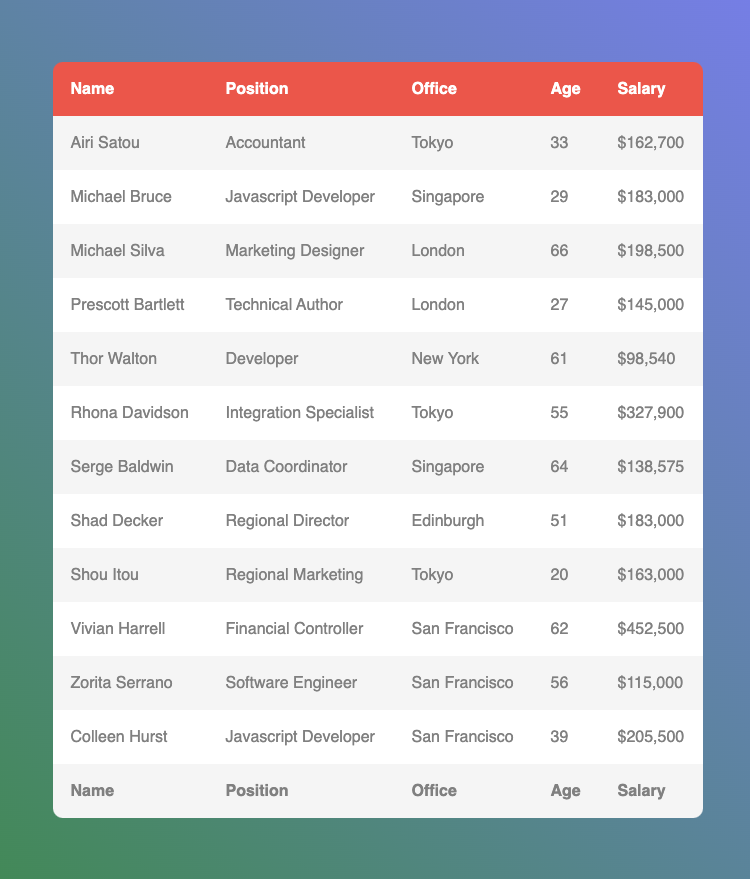 Name Position Office Age Salary
Airi Satou Accountant Tokyo 33 $162,700
Michael Bruce Javascript Developer Singapore 29 $183,000
Michael Silva Marketing Designer London 66 $198,500
Prescott Bartlett Technical Author London 27 $145,000
Thor Walton Developer New York 61 $98,540
Rhona Davidson Integration Specialist Tokyo 55 $327,900
Serge Baldwin Data Coordinator Singapore 64 $138,575
Shad Decker Regional Director Edinburgh 51 $183,000
Shou Itou Regional Marketing Tokyo 20 $163,000
Vivian Harrell Financial Controller San Francisco 62 $452,500
Zorita Serrano Software Engineer San Francisco 56 $115,000
Colleen Hurst Javascript Developer San Francisco 39 $205,500
Name Position Office Age Salary